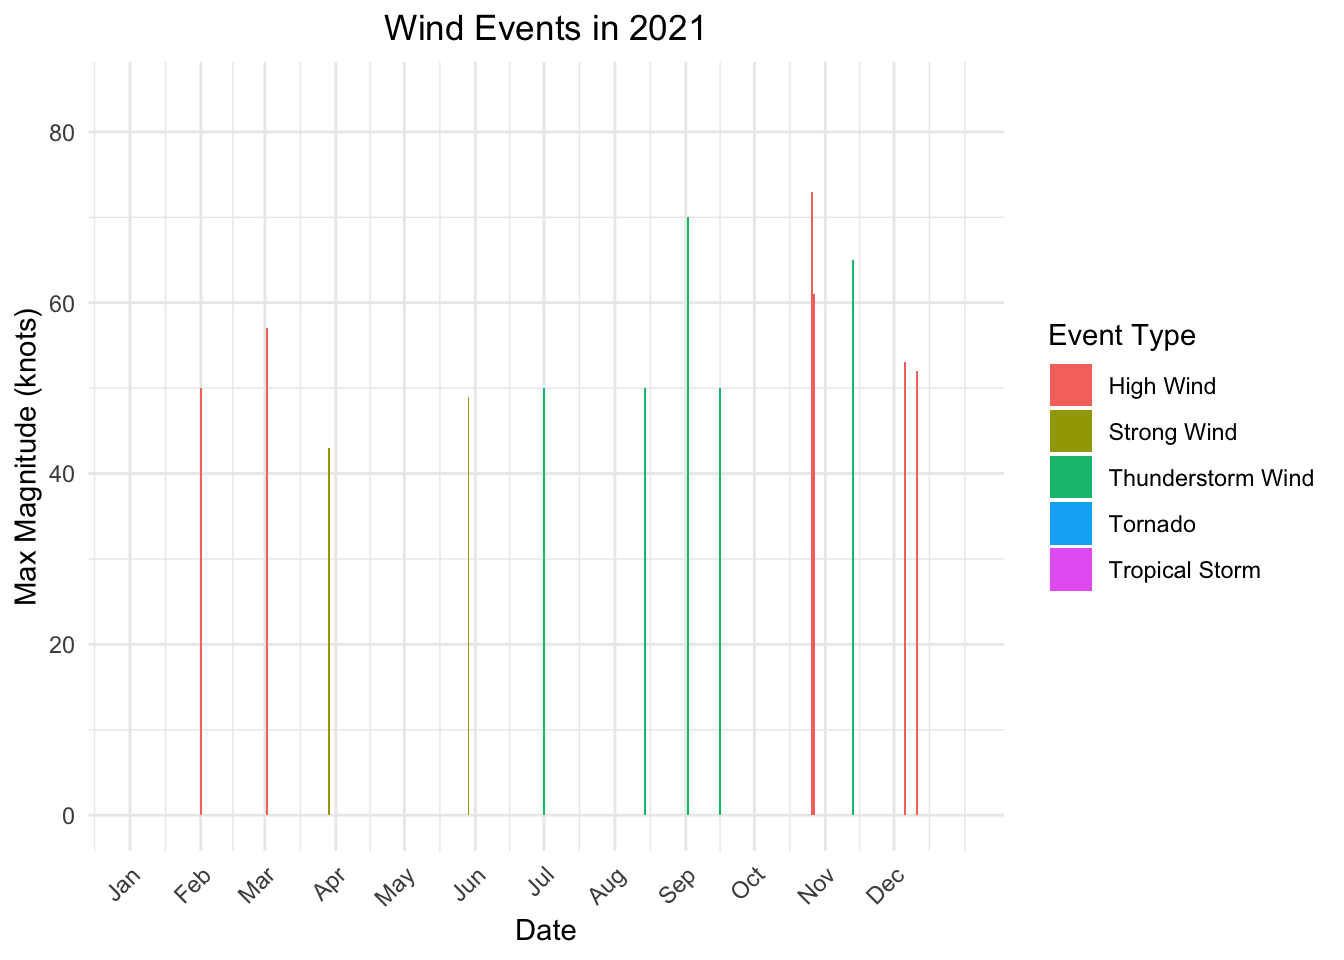 Wind Events in 2021
Max Magnitude (knots)
80
60
40
20
0
Jan Feb Mar Apr May Jun Jul Aug Sep Oct Nov Dec
Date
Event Type
High Wind
Strong Wind
Thunderstorm Wind
Tornado
Tropical Storm